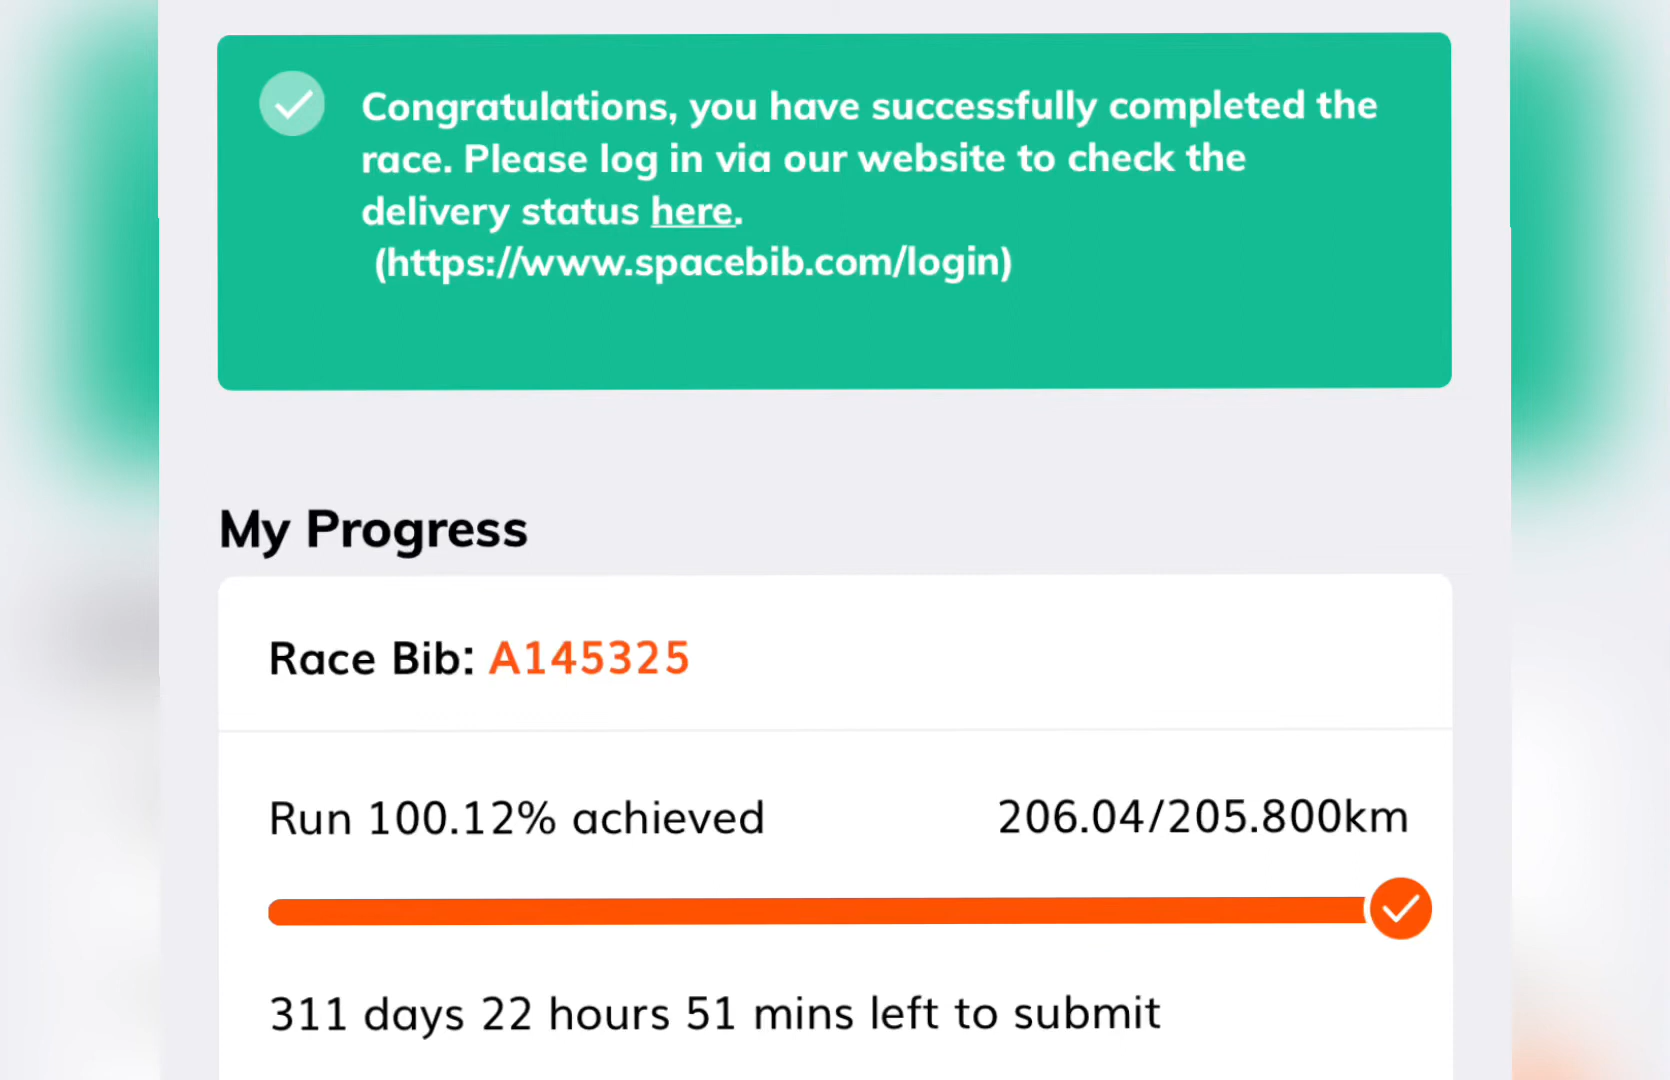 Congratulations, you have successfully completed the
race. Please log in via our website to check the
delivery status here.
(https://www.spacebib.com/login)
My Progress
Race Bib: A145325
Run 100.12% achieved 206.04/205.800km
311 days 22 hours 51 mins left to submit